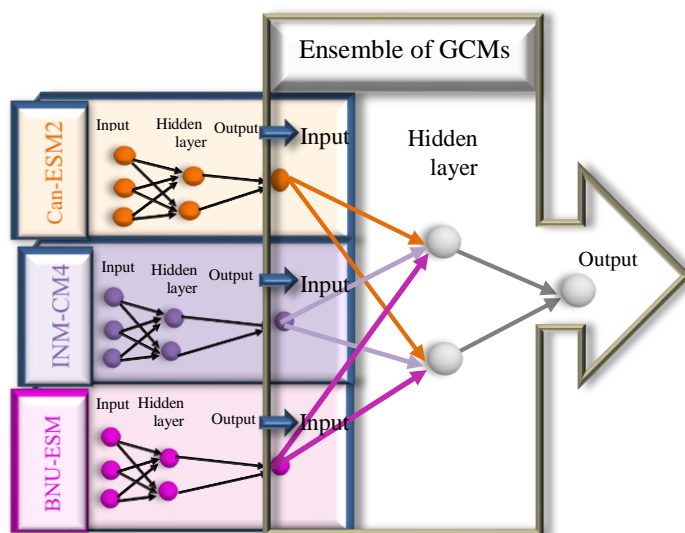 Ensemble of GCMs
Can-ESM2
Input
Hidden
layer
Output
Input
Hidden
layer
INM-CM4
Input
Hidden
layer
Output
Input
Output
BNU-ESM
Input
Hidden
layer
Output
Input